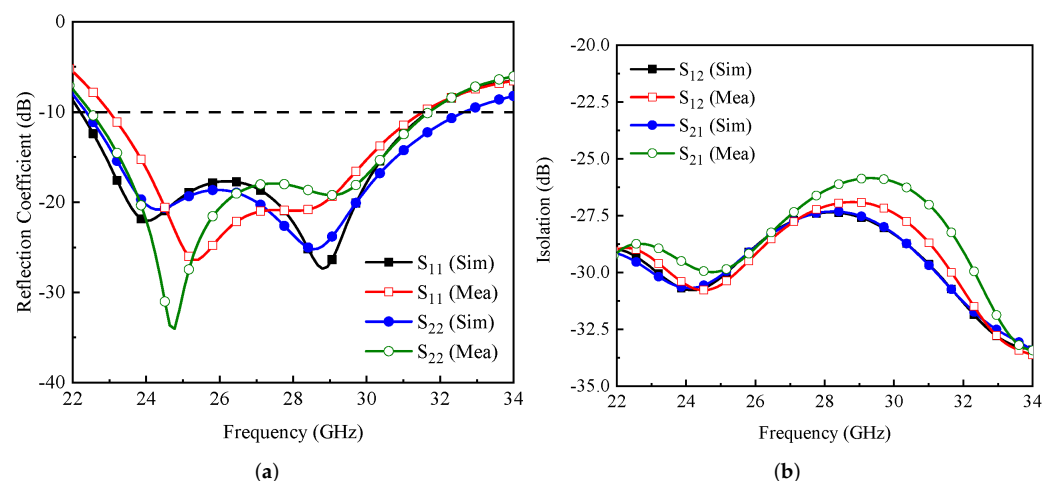 0
-10
-20
-30
-40
Reflection Coefficient (dB)
S11 (Sim)
S11 (Mea)
S22 (Sim)
S22 (Mea)
22 24 26 28 30 32 34
Frequency (GHz)
(a)
-20.0
-22.5
-25.0
-27.5
-30.0
-32.5
-35.0
Isolation (dB)
S12 (Sim)
S12 (Mea)
S21 (Sim)
S21 (Mea)
22 24 26 28 30 32 34
Frequency (GHz)
(b)